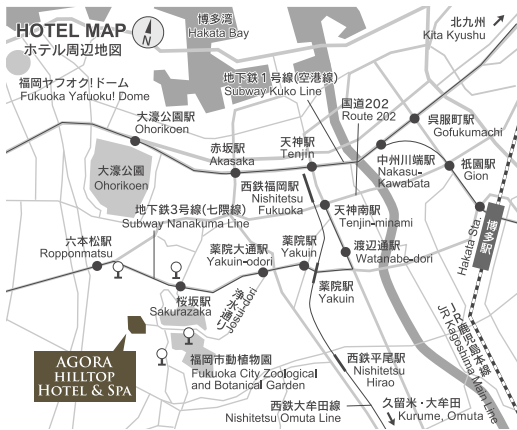 HOTEL MAP
ホテル周辺地図
N
博多湾
Hakata Bay
北九州
Kita Kyushu
福岡ヤフオク!ドーム
Fukuoka Yafuoku! Dome
地下鉄1号線(空港線)
Subway Kuko Line
国道202
Route 202
大濠公園駅
Ohorikoen
呉服町駅
Gofukumachi
赤坂駅
Akasaka
天神駅
Tenjin
中州川端駅
Nakasu-
Kawabata
祇園駅
Gion
大濠公園
Ohorikoen
西鉄福岡駅
Nishitetsu
Fukuoka
地下鉄3号線(七隈線)
Subway Nanakuma Line
天神南駅
Tenjin-minami
博多駅
Hakata Sta.
六本松駅
Ropponmatsu
薬院大通駅
Yakuin-odori
薬院駅
Yakuin
渡辺通駅
Watanabe-dori
桜坂駅
Sakurazaka
浄水通り
Josui-dori
薬院駅
Yakuin
JR鹿児島本線
JR Kagoshima Main Line
AGORA
HILLTOP
HOTEL & SPA
福岡市動植物園
Fukuoka City Zoological
and Botanical Garden
西鉄平尾駅
Nishitetsu
Hirao
西鉄大牟田線
Nishitetsu Omuta Line
久留米・大牟田
Kurume, Omuta